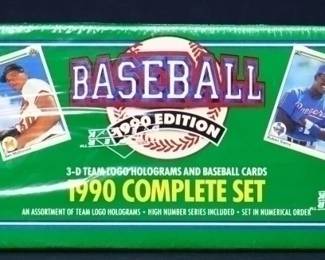 BASEBALL
1990 EDITION
3-D TEAM LOGO HOLOGRAMS AND BASEBALL CARDS
1990 COMPLETE SET
AN ASSORTMENT OF TEAM LOGO HOLOGRAMS • HIGH NUMBER SERIES INCLUDED • SET IN NUMERICAL ORDER